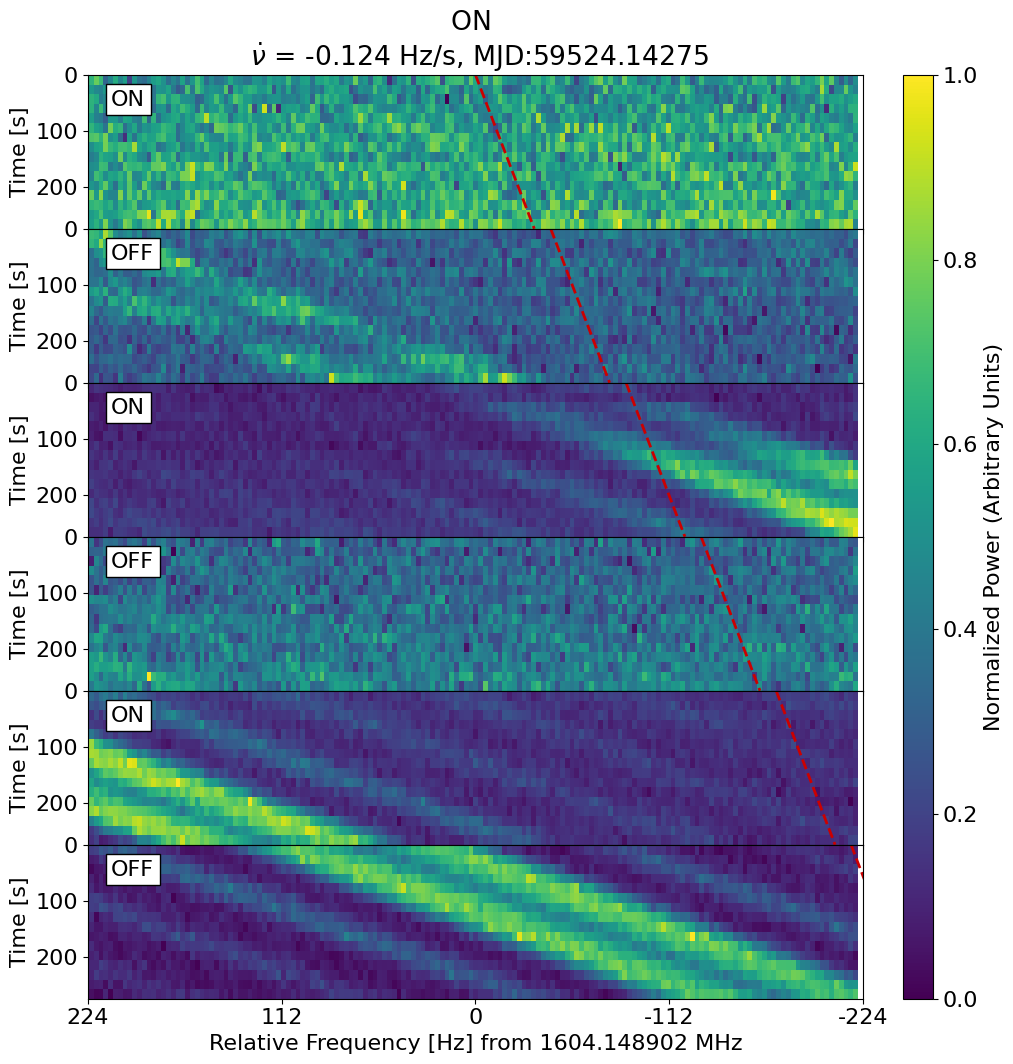 ON
ν̇ = -0.124 Hz/s, MJD:59524.14275
0
ON
100
200
Time [s]
0
OFF
100
200
Time [s]
0
ON
100
200
Time [s]
0
OFF
100
200
Time [s]
0
ON
100
200
Time [s]
0
OFF
100
200
Time [s]
224 112 0 -112 -224
Relative Frequency [Hz] from 1604.148902 MHz
1.0
0.8
0.6
0.4
0.2
0.0
Normalized Power (Arbitrary Units)